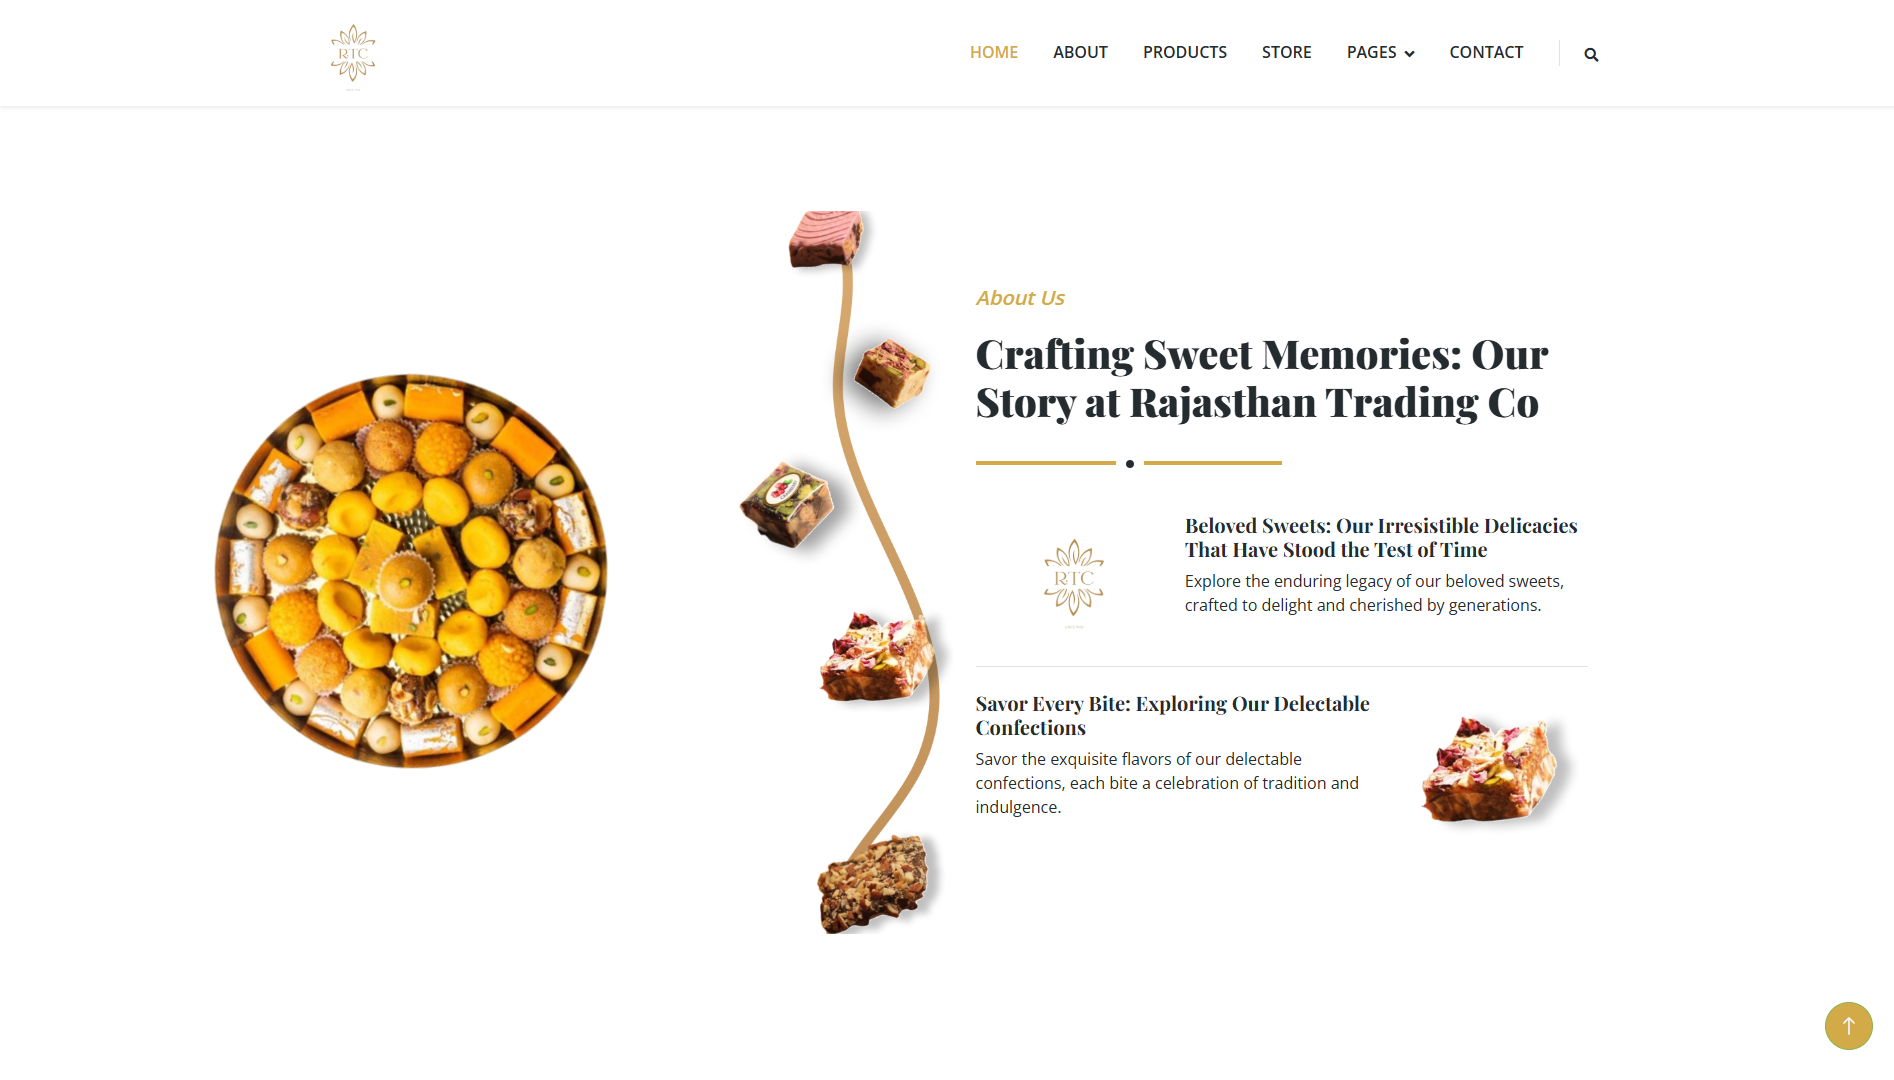 RTC
HOME ABOUT PRODUCTS STORE PAGES CONTACT
About Us
Crafting Sweet Memories: Our
Story at Rajasthan Trading Co
RTC
Beloved Sweets: Our Irresistible Delicacies
That Have Stood the Test of Time
Explore the enduring legacy of our beloved sweets,
crafted to delight and cherished by generations.
Savor Every Bite: Exploring Our Delectable
Confections
Savor the exquisite flavors of our delectable
confections, each bite a celebration of tradition and
indulgence.